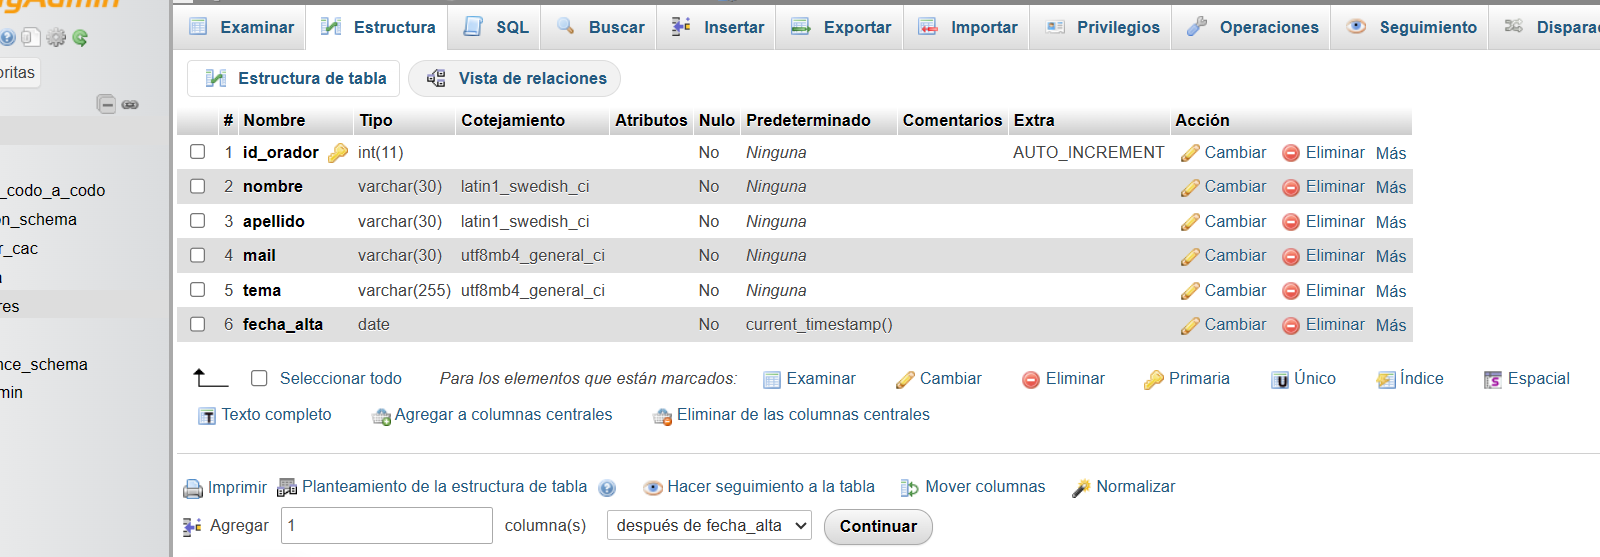 Examinar Estructura SQL Buscar Insertar Exportar Importar Privilegios Operaciones Seguimiento
oritas
Estructura de tabla Vista de relaciones
# Nombre Tipo Cotejamiento Atributos Nulo Predeterminado Comentarios Extra Acción
1 id_orador int(11) No Ninguna AUTO_INCREMENT Cambiar Eliminar Más
2 nombre varchar(30) latin1_swedish_ci No Ninguna Cambiar Eliminar Más
3 apellido varchar(30) latin1_swedish_ci No Ninguna Cambiar Eliminar Más
4 mail varchar(30) utf8mb4_general_ci No Ninguna Cambiar Eliminar Más
5 tema varchar(255) utf8mb4_general_ci No Ninguna Cambiar Eliminar Más
6 fecha_alta date No current_timestamp() Cambiar Eliminar Más
_codo_a_codo
on_schema
r_cac
a
res
nce_schema
min
Seleccionar todo Para los elementos que están marcados: Examinar Cambiar Eliminar Primaria Único Índice Espacial
Texto completo Agregar a columnas centrales Eliminar de las columnas centrales
Imprimir Planteamiento de la estructura de tabla Hacer seguimiento a la tabla Mover columnas Normalizar
Agregar 1 columna(s) después de fecha_alta Continuar